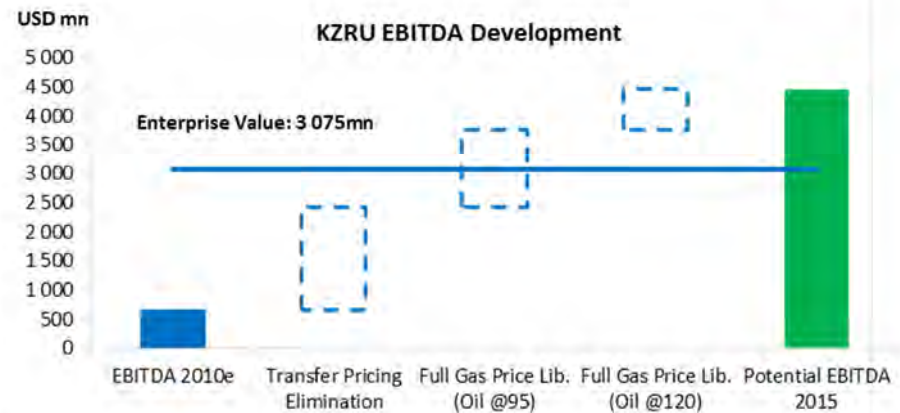 USD mn
KZRU EBITDA Development
5 000
4 500
4 000
3 500
3 000
2 500
2 000
1 500
1 000
500
0
Enterprise Value: 3 075mn
EBITDA 2010e
Transfer Pricing
Elimination
Full Gas Price Lib.
(Oil @95)
Full Gas Price Lib.
(Oil @120)
Potential EBITDA
2015